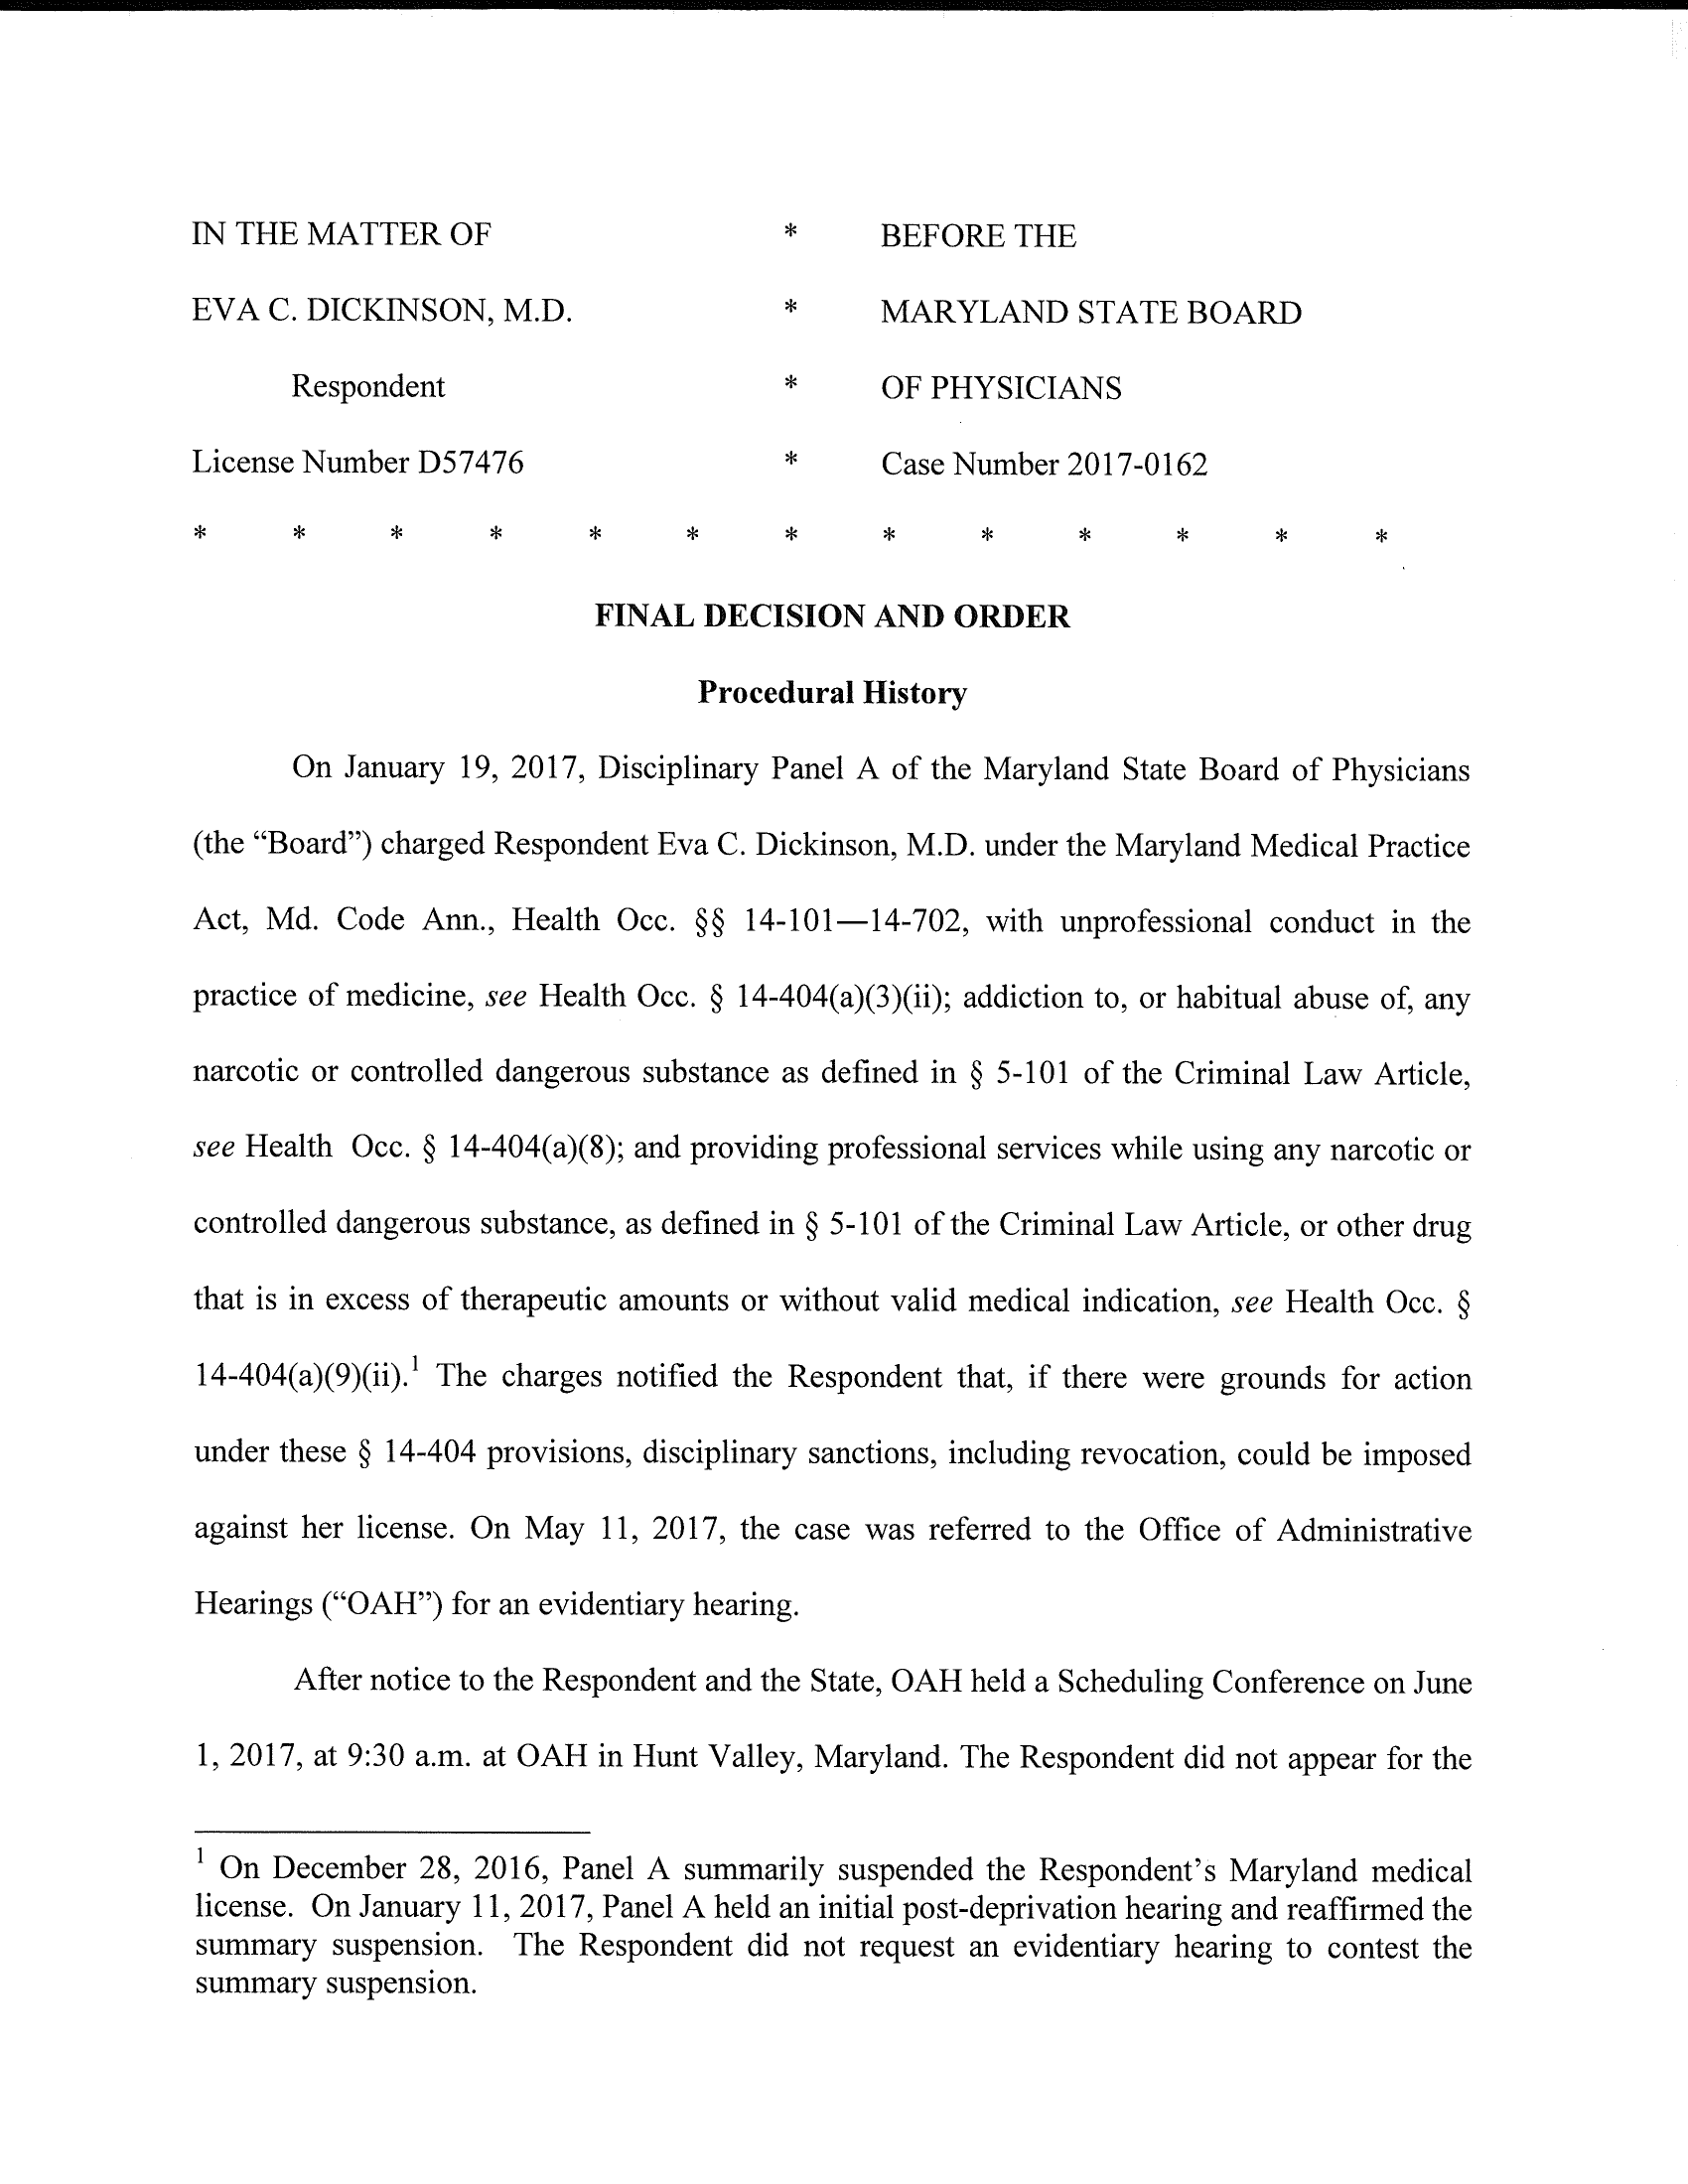 IN THE MATTER OF * BEFORE THE
EVA C. DICKINSON, M.D. * MARYLAND STATE BOARD
Respondent * OF PHYSICIANS
License Number D57476 * Case Number 2017-0162
* * * * * * * * * * * * *
FINAL DECISION AND ORDER
Procedural History
On January 19, 2017, Disciplinary Panel A of the Maryland State Board of Physicians
(the “Board”) charged Respondent Eva C. Dickinson, M.D. under the Maryland Medical Practice
Act, Md. Code Ann., Health Occ. §§ 14-101—14-702, with unprofessional conduct in the
practice of medicine, see Health Occ. § 14-404(a)(3)(ii); addiction to, or habitual abuse of, any
narcotic or controlled dangerous substance as defined in § 5-101 of the Criminal Law Article,
see Health Occ. § 14-404(a)(8); and providing professional services while using any narcotic or
controlled dangerous substance, as defined in § 5-101 of the Criminal Law Article, or other drug
that is in excess of therapeutic amounts or without valid medical indication, see Health Occ. §
14-404(a)(9)(ii).1 The charges notified the Respondent that, if there were grounds for action
under these § 14-404 provisions, disciplinary sanctions, including revocation, could be imposed
against her license. On May 11, 2017, the case was referred to the Office of Administrative
Hearings (“OAH”) for an evidentiary hearing.
After notice to the Respondent and the State, OAH held a Scheduling Conference on June
1, 2017, at 9:30 a.m. at OAH in Hunt Valley, Maryland. The Respondent did not appear for the
1 On December 28, 2016, Panel A summarily suspended the Respondent’s Maryland medical
license. On January 11, 2017, Panel A held an initial post-deprivation hearing and reaffirmed the
summary suspension. The Respondent did not request an evidentiary hearing to contest the
summary suspension.